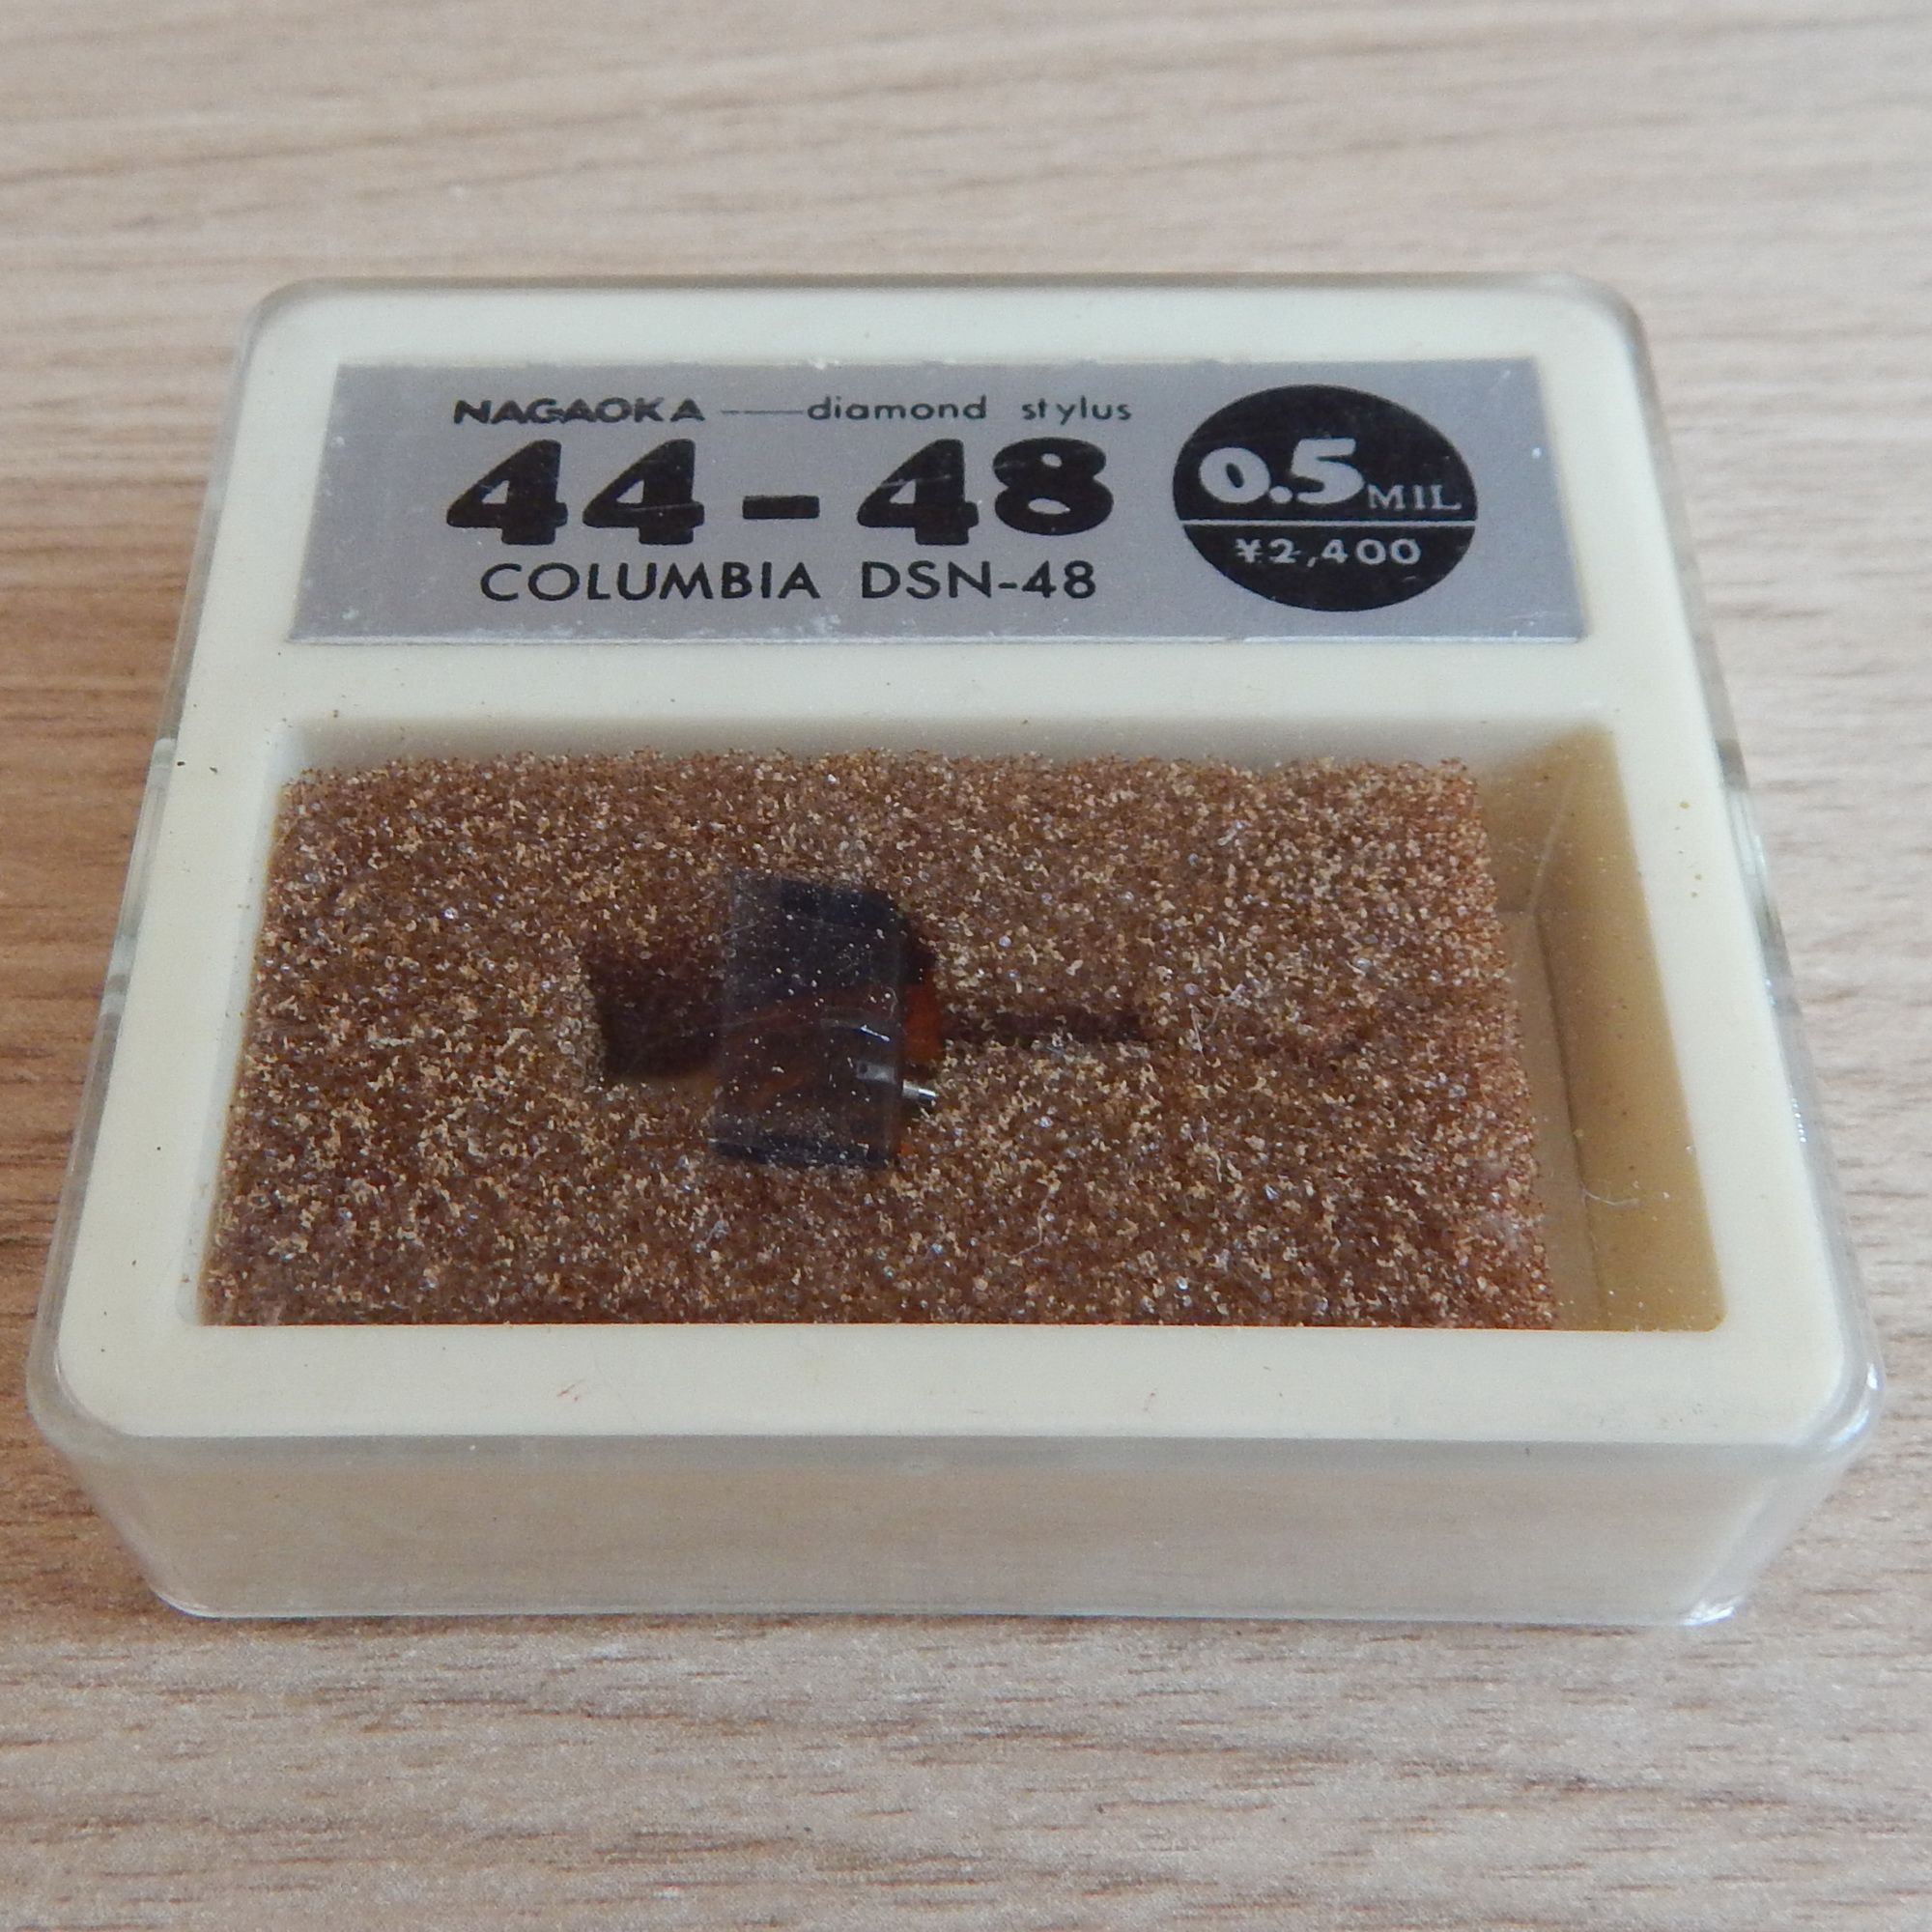 NAGAOKA — diamond stylus
44-48
COLUMBIA DSN-48
0.5 MIL
¥2,400